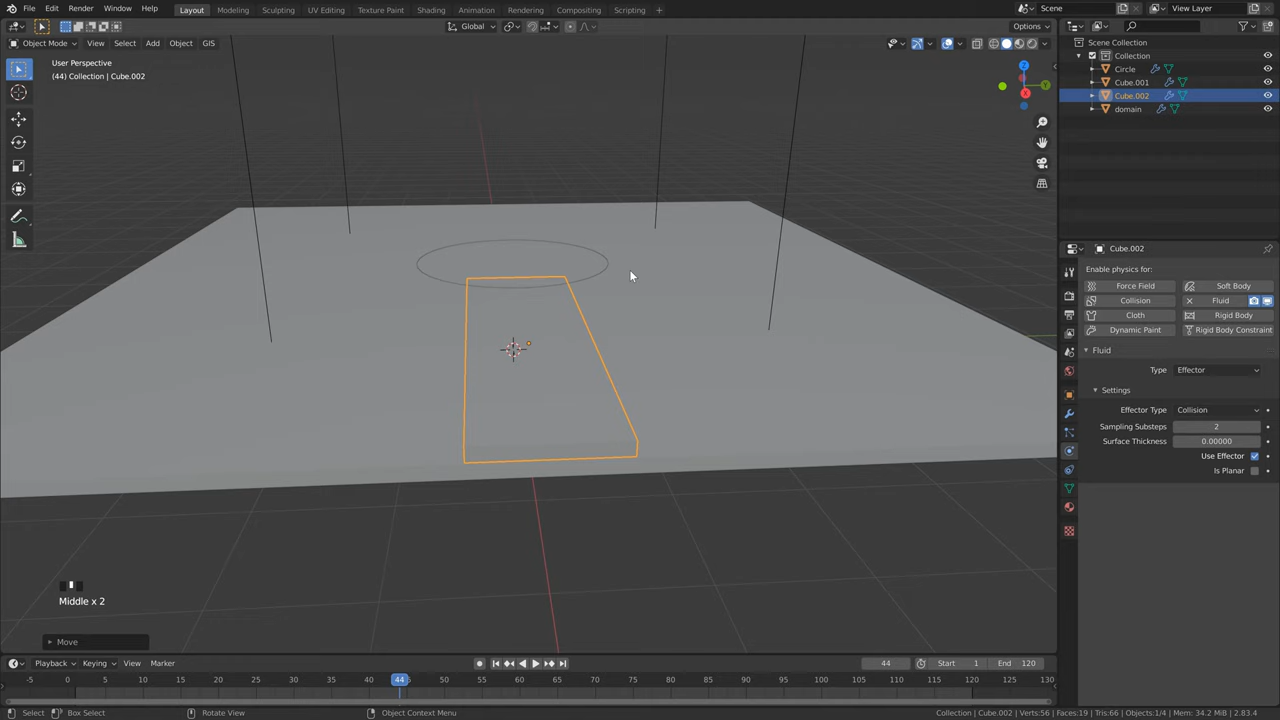 File Edit Render Window Help Layout Modeling Sculpting UV Editing Texture Paint Shading Animation Rendering Compositing Scripting + Scene View Layer
Global Options
Object Mode View Select Add Object GIS
User Perspective
(44) Collection | Cube.002
Z
Y
X
Middle x 2
Move
Scene Collection
Collection
Circle
Cube.001
Cube.002
domain
Cube.002
Enable physics for:
Force Field Soft Body
Collision Fluid
Cloth Rigid Body
Dynamic Paint Rigid Body Constraint
Fluid
Type Effector
Settings
Effector Type Collision
Sampling Substeps 2
Surface Thickness 0.00000
Use Effector
Is Planar
Playback Keying View Marker 44 Start 1 End 120
-5 0 5 10 15 20 25 30 35 40 44 45 50 55 60 65 70 75 80 85 90 95 100 105 110 115 120 125 130
Select Box Select Rotate View Object Context Menu Collection | Cube.002 | Verts:56 | Faces:19 | Tris:66 | Objects:1/4 | Mem: 34.2 MiB | 2.83.4